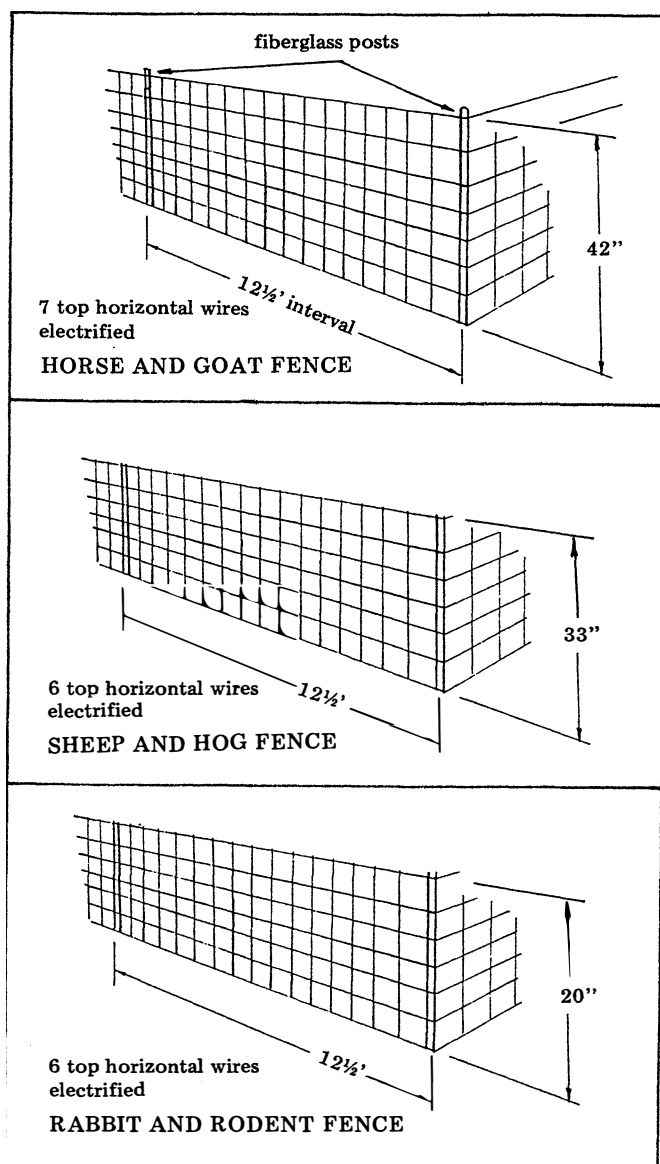 fiberglass posts
42”
12½’ interval
7 top horizontal wires
electrified
HORSE AND GOAT FENCE
33”
12½’
6 top horizontal wires
electrified
SHEEP AND HOG FENCE
20”
12½’
6 top horizontal wires
electrified
RABBIT AND RODENT FENCE